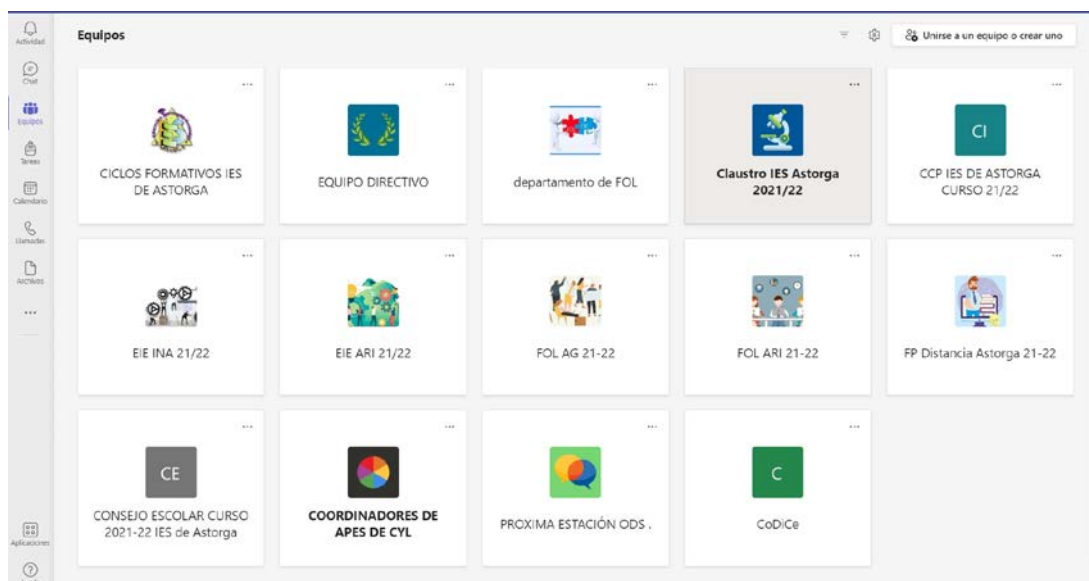 Actividad
Chat
Equipos
Tareas
Calendario
Llamadas
Archivos
Aplicaciones
Equipos
Unirse a un equipo o crear uno
CICLOS FORMATIVOS IES
DE ASTORGA
EQUIPO DIRECTIVO
departamento de FOL
Claustro IES Astorga
2021/22
CI
CCP IES DE ASTORGA
CURSO 21/22
EIE INA 21/22
EIE ARI 21/22
FOL AG 21-22
FOL ARI 21-22
FP Distancia Astorga 21-22
CE
CONSEJO ESCOLAR CURSO
2021-22 IES de Astorga
COORDINADORES DE
APES DE CYL
PROXIMA ESTACIÓN ODS .
C
CoDiCe